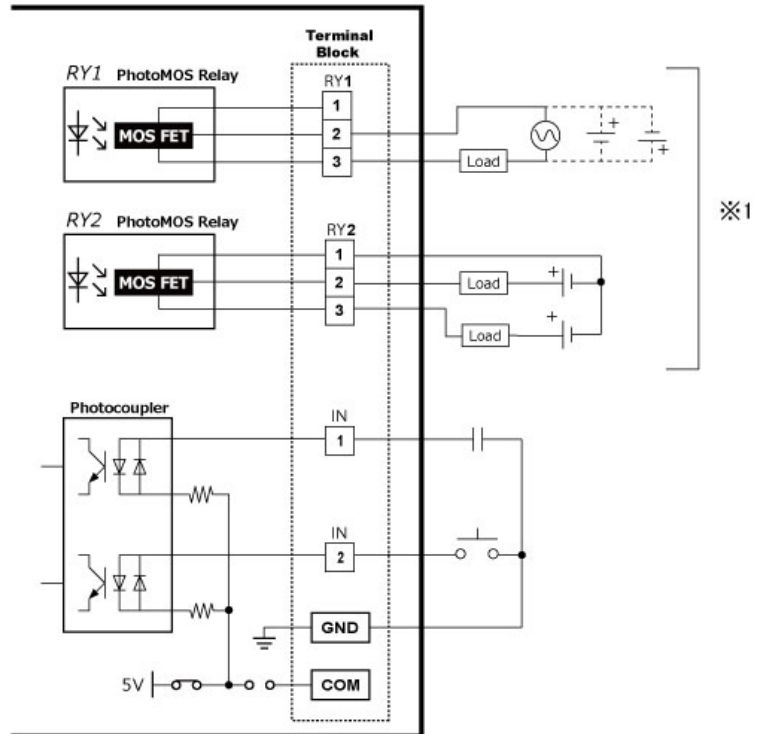 Terminal
Block
RY1 PhotoMOS Relay
MOS FET
RY1
1
2
3
Load
+
+
※1
RY2 PhotoMOS Relay
MOS FET
RY2
1
2
3
Load
+
Load
+
Photocoupler
IN
1
IN
2
GND
5V
COM